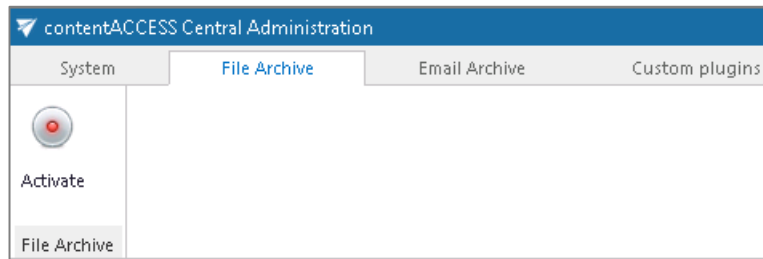 contentACCESS Central Administration
System File Archive Email Archive Custom plugins
Activate
File Archive